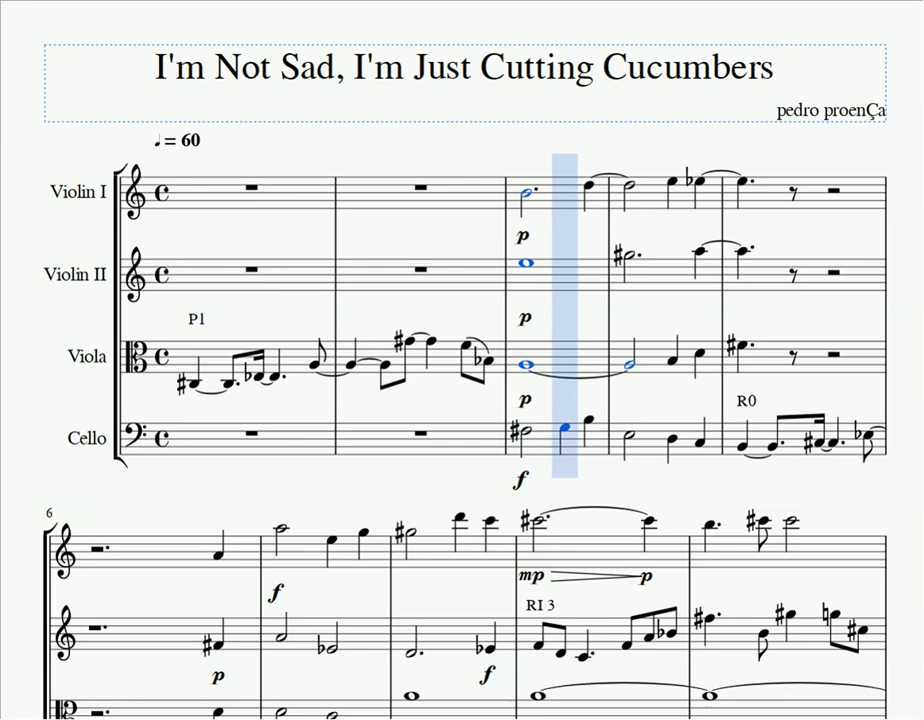 I'm Not Sad, I'm Just Cutting Cucumbers
pedro proenÇa
♩ = 60
Violin I
p
Violin II
p
P1
Viola
p
R0
Cello
f
6
f
mp p
RI 3
p f